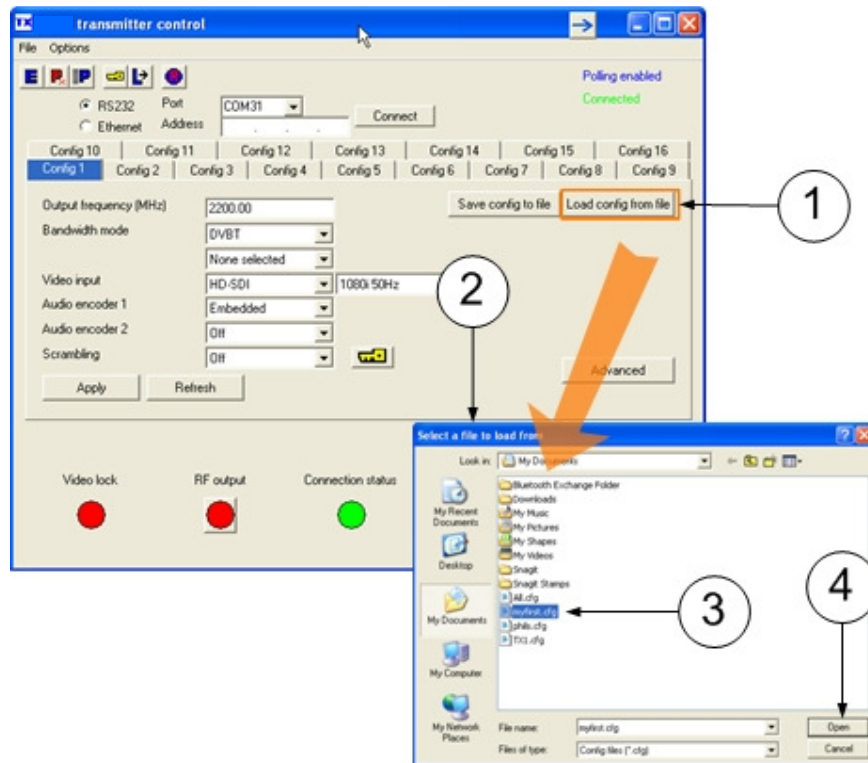 TX transmitter control
File Options
E P IP
Polling enabled
RS232 Port COM31 Connect
Connected
Ethernet Address . . .
Config 10 Config 11 Config 12 Config 13 Config 14 Config 15 Config 16
Config 1 Config 2 Config 3 Config 4 Config 5 Config 6 Config 7 Config 8 Config 9
Output frequency (MHz) 2200.00 Save config to file Load config from file 1
Bandwidth mode DVBT
None selected
Video input HD-SDI 1080i 50Hz 2
Audio encoder 1 Embedded
Audio encoder 2 Off
Scrambling Off
Apply Refresh Advanced
Select a file to load from
Look in: My Documents
Video lock RF output Connection status
Bluetooth Exchange Folder
Downloads
My Music
My Pictures
My Shapes
My Videos
Snagit
Snagit Stamps
All.cfg
myfirst.cfg 3 4
phils.cfg
TX1.cfg
My Recent
Documents
Desktop
My Documents
My Computer
My Network
Places
File name: myfirst.cfg Open
Files of type: Config files (*.cfg) Cancel